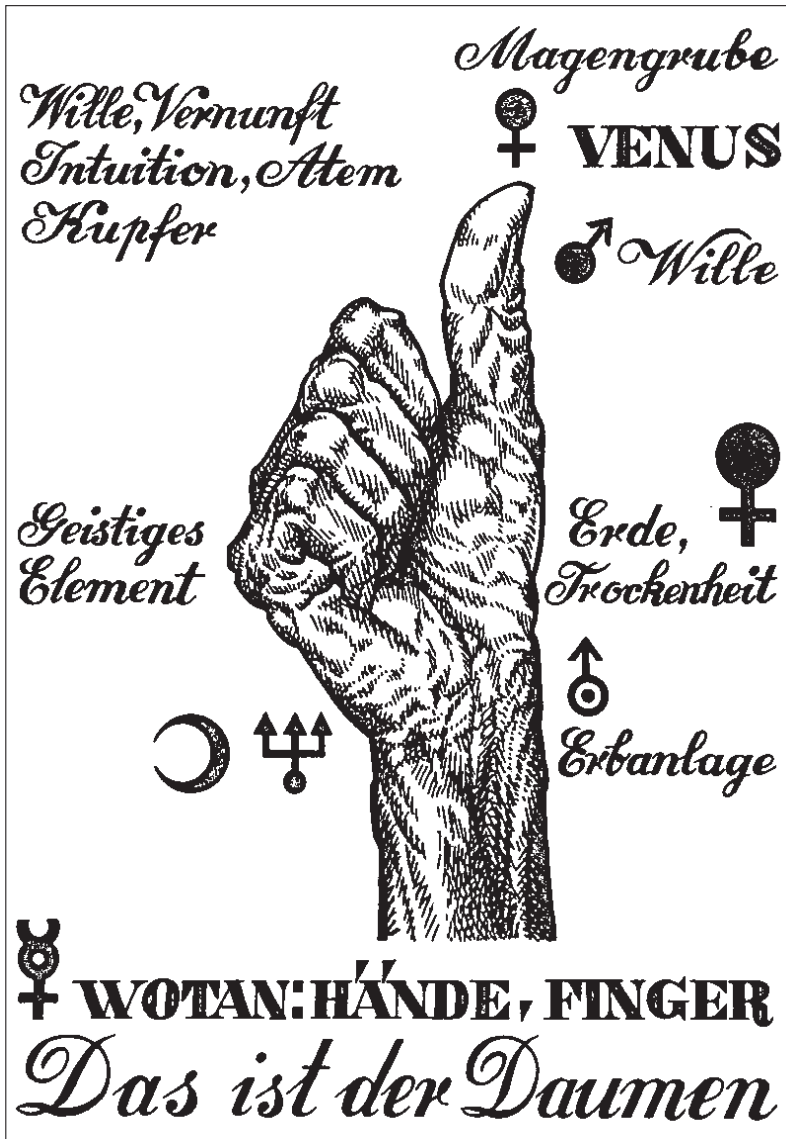 Magengrube
Wille, Vernunft
Intuition, Atem
Kupfer
VENUS
Wille
Geistiges
Element
Erde,
Trockenheit
Erbanlage
WOTAN: HÄNDE, FINGER
Das ist der Daumen